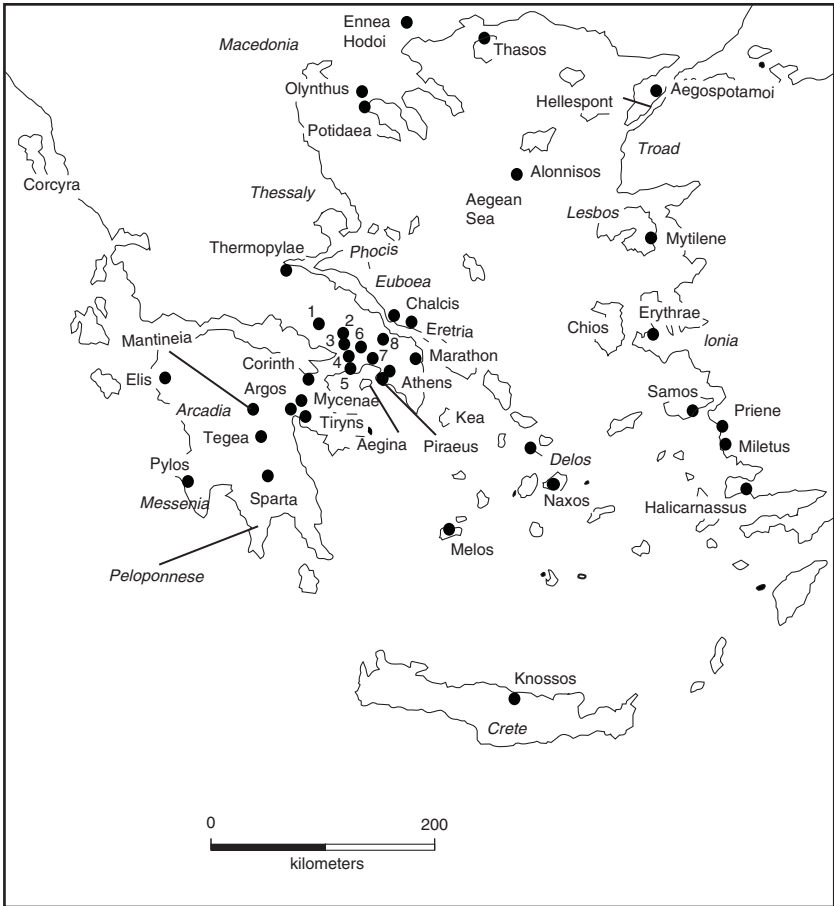 Ennea
Hodoi
Macedonia
Thasos
Olynthus
Aegospotamoi
Hellespont
Potidaea
Troad
Alonnisos
Corcyra
Thessaly
Aegean
Sea
Lesbos
Mytilene
Thermopylae
Phocis
Euboea
Chalcis
Erythrae
1
2
Eretria
Chios
Ionia
Mantineia
3
6
8
4
7
Marathon
Corinth
5
Athens
Elis
Argos
Mycenae
Samos
Arcadia
Kea
Priene
Tiryns
Tegea
Aegina
Piraeus
Miletus
Delos
Pylos
Messenia
Sparta
Naxos
Halicarnassus
Melos
Peloponnese
Knossos
Crete
0
200
kilometers